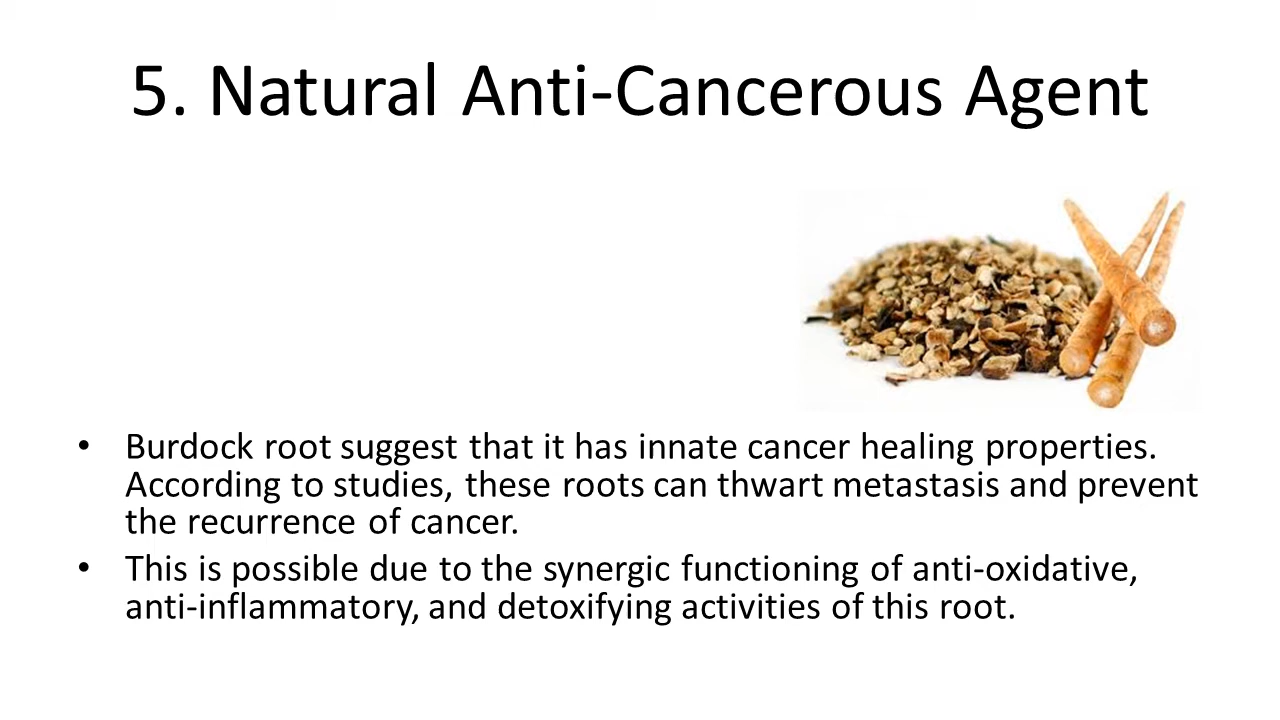 5. Natural Anti-Cancerous Agent
• Burdock root suggest that it has innate cancer healing properties.
According to studies, these roots can thwart metastasis and prevent
the recurrence of cancer.
• This is possible due to the synergic functioning of anti-oxidative,
anti-inflammatory, and detoxifying activities of this root.